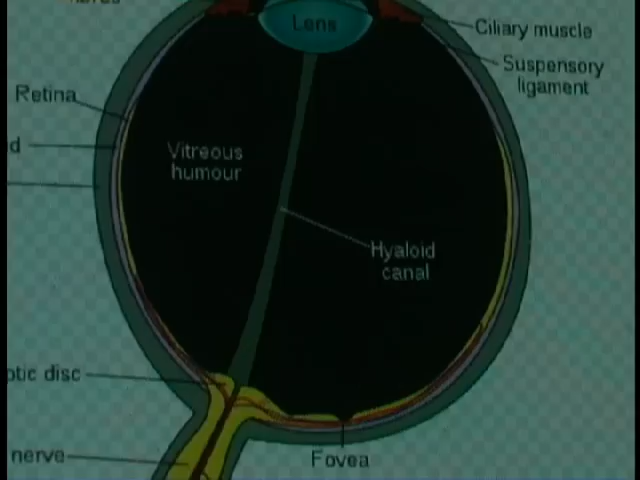 Lens
Ciliary muscle
Suspensory
ligament
Retina
d
Vitreous
humour
Hyaloid
canal
ptic disc
nerve
Fovea